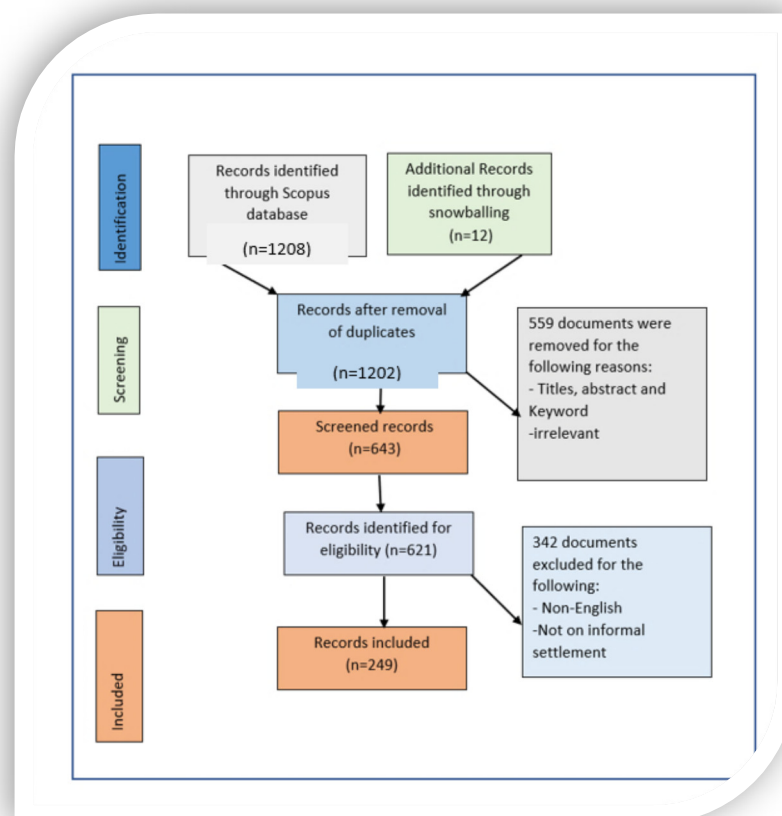 Identification
Records identified
through Scopus
database
(n=1208)
Additional Records
identified through
snowballing
(n=12)
Screening
Records after removal
of duplicates
(n=1202)
559 documents were
removed for the
following reasons:
- Titles, abstract and
Keyword
-irrelevant
Screened records
(n=643)
Eligibility
Records identified for
eligibility (n=621)
342 documents
excluded for the
following:
- Non-English
-Not on informal
settlement
Included
Records included
(n=249)